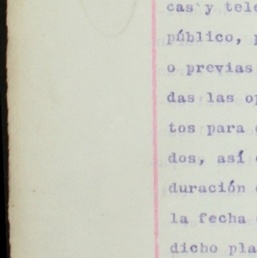 cas y tele
público, p
o previas
das las op
tos para e
dos, así c
duración
la fecha
dicho pla